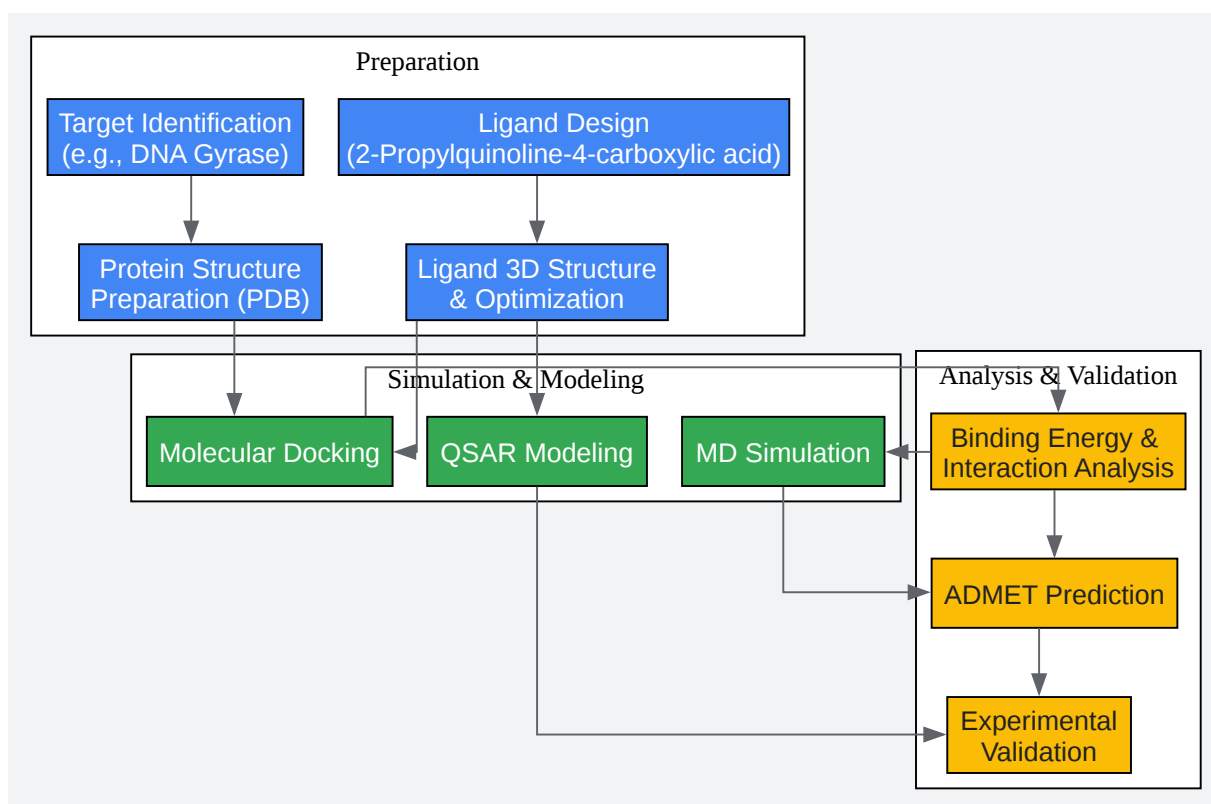 Preparation
Target Identification
(e.g., DNA Gyrase)
Ligand Design
(2-Propylquinoline-4-carboxylic acid)
Protein Structure
Preparation (PDB)
Ligand 3D Structure
& Optimization
Simulation & Modeling
Molecular Docking
QSAR Modeling
MD Simulation
Analysis & Validation
Binding Energy &
Interaction Analysis
ADMET Prediction
Experimental
Validation